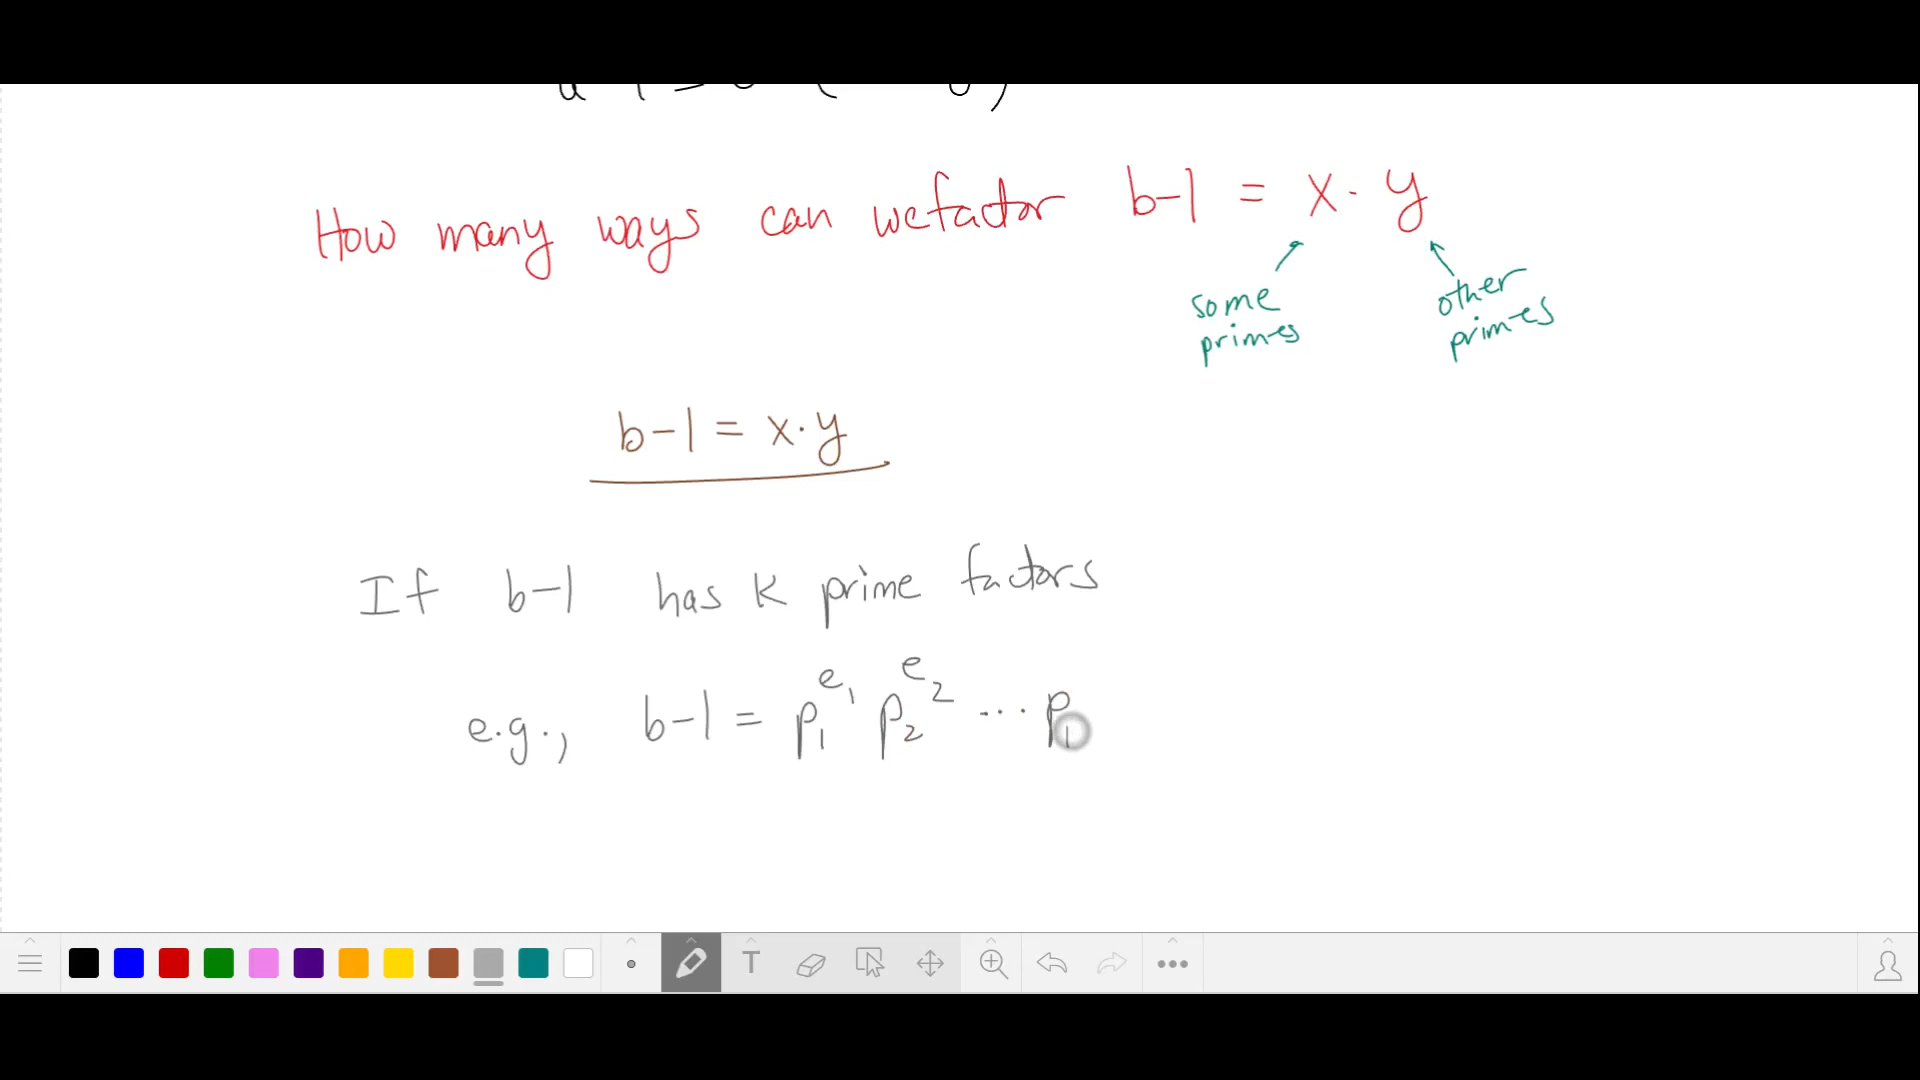 How many ways can we factor b-1 = x · y
some primes
other primes
b-1 = x · y
If b-1 has k prime factors
e.g., b-1 = p₁^e₁ p₂^e₂ ... p
T